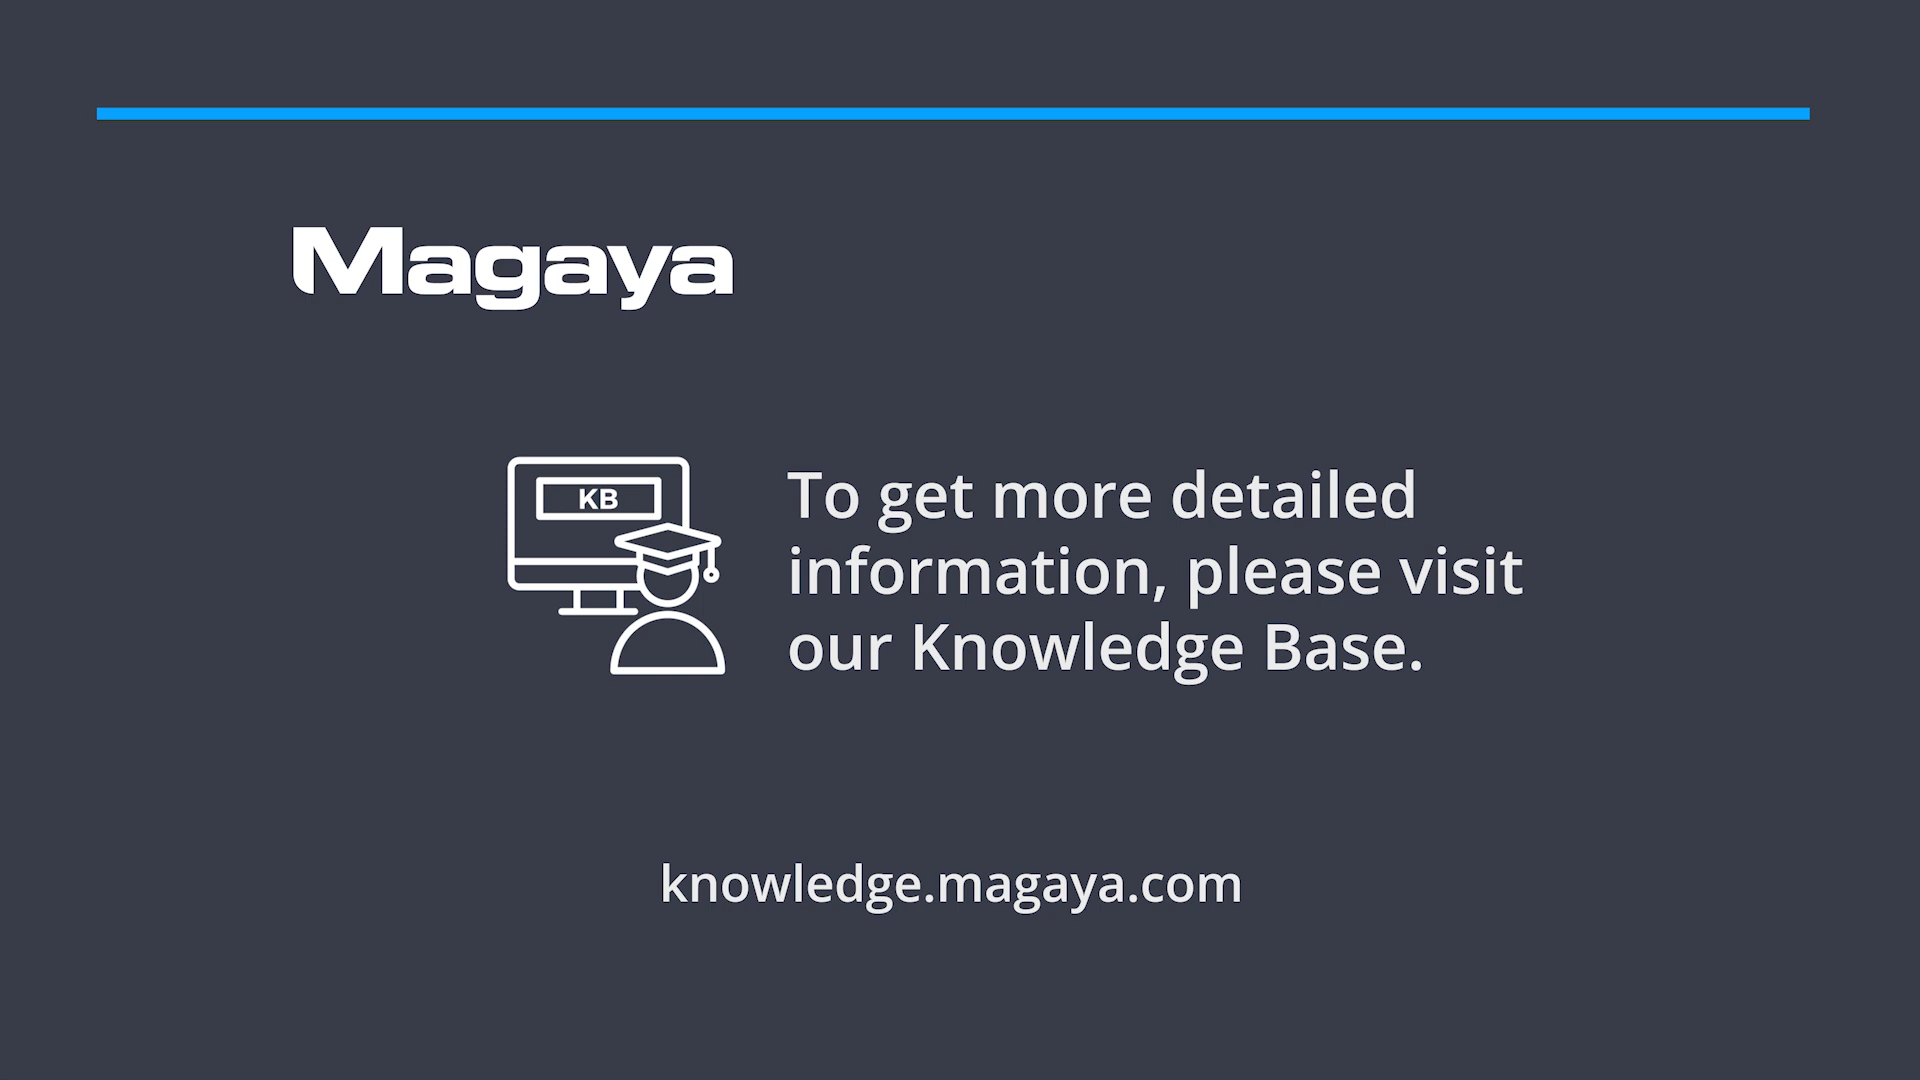 Magaya
KB
To get more detailed
information, please visit
our Knowledge Base.
knowledge.magaya.com